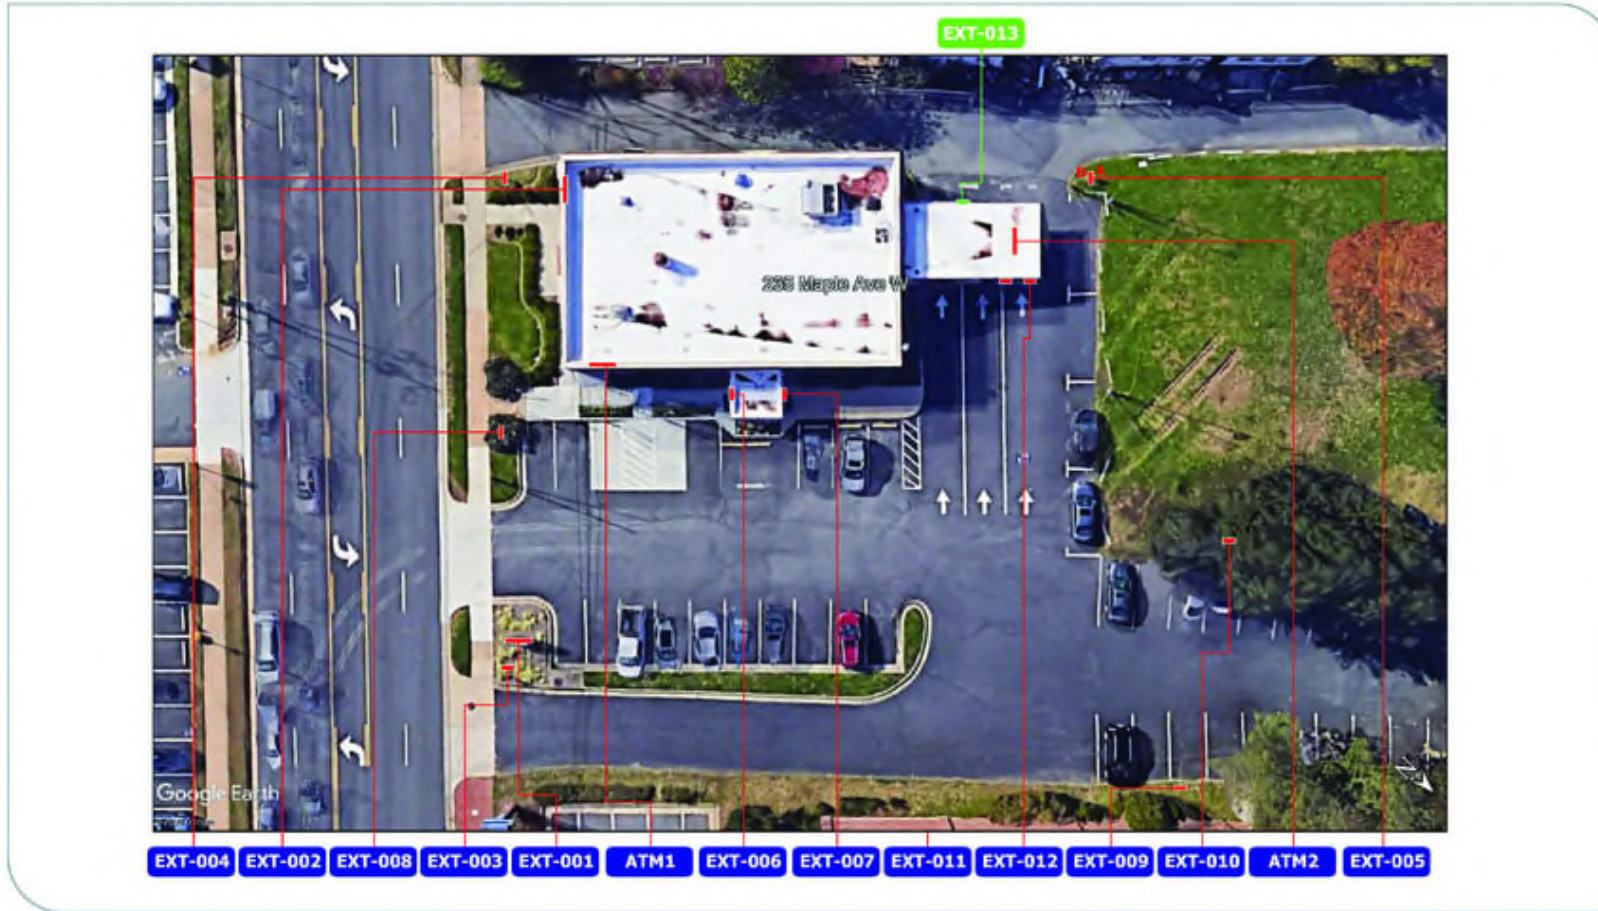 EXT-013
B A
235 Maple Ave W
N
Google Earth
EXT-004 EXT-002 EXT-008 EXT-003 EXT-001 ATM1 EXT-006 EXT-007 EXT-011 EXT-012 EXT-009 EXT-010 ATM2 EXT-005